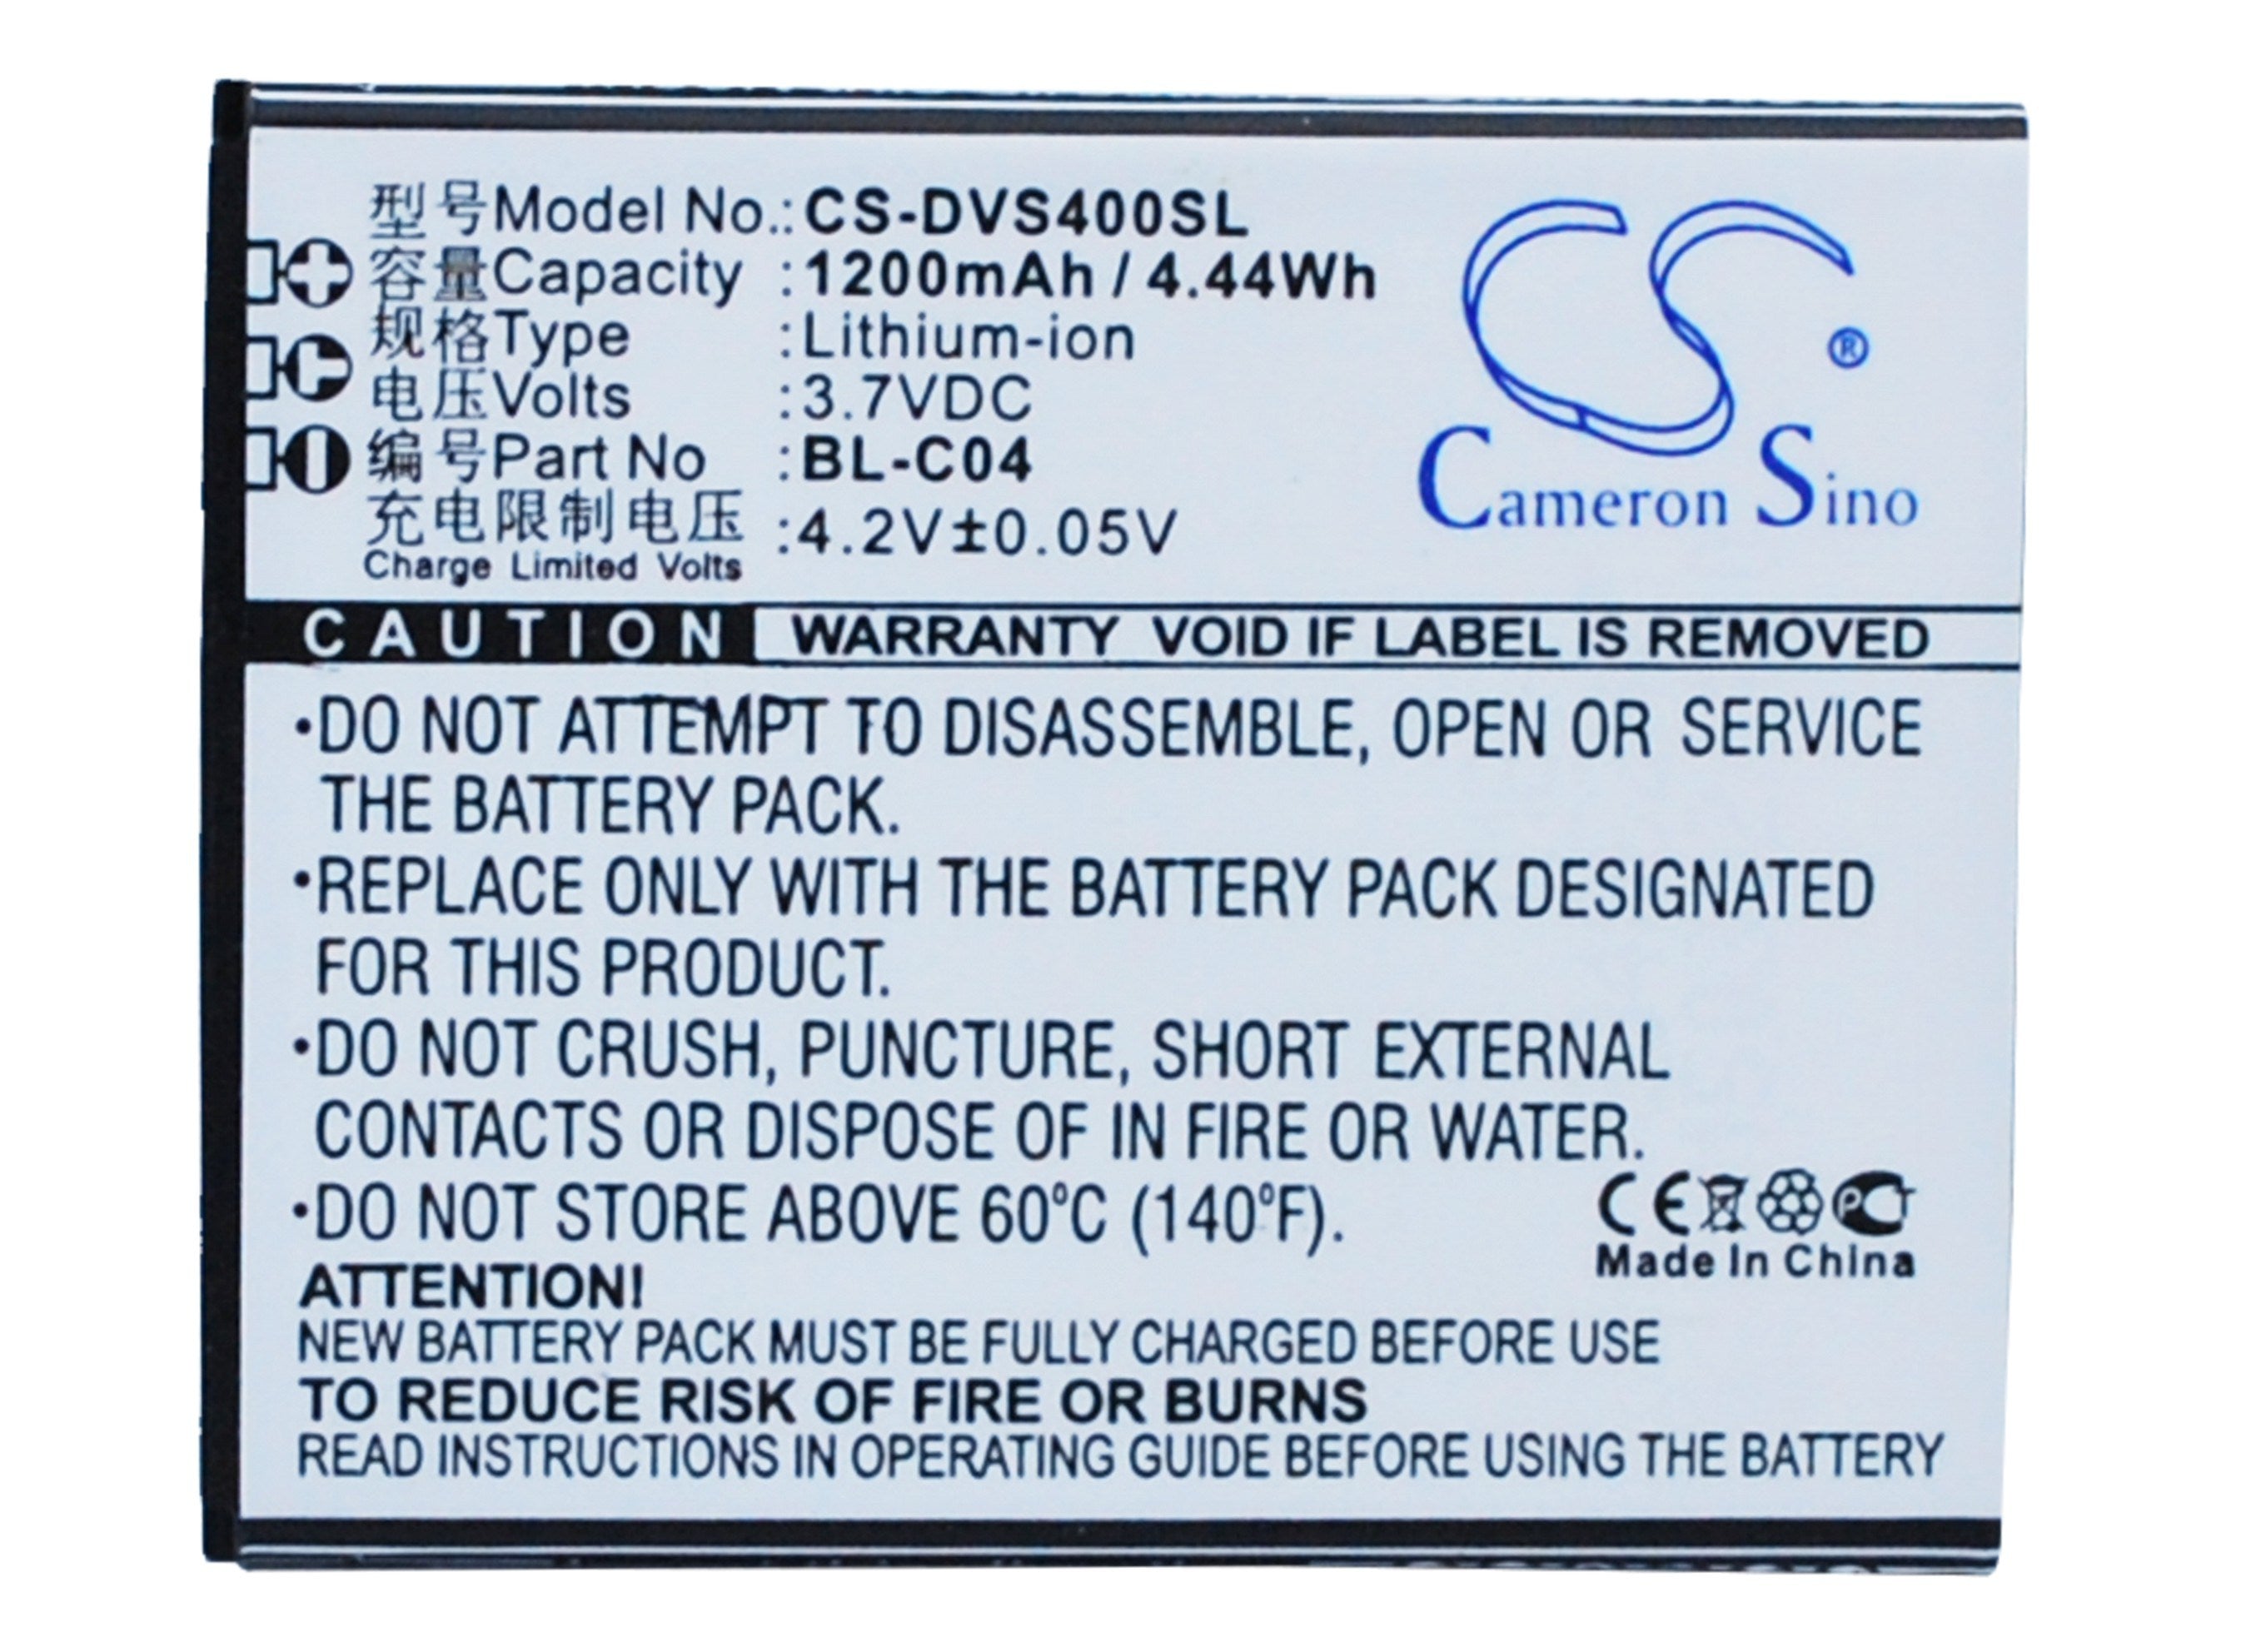 型号Model No.:CS-DVS400SL
容量Capacity :1200mAh / 4.44Wh
规格Type :Lithium-ion
电压Volts :3.7VDC
编号Part No :BL-C04
充电限制电压 :4.2V±0.05V
Charge Limited Volts
CS®
Cameron Sino
CAUTION WARRANTY VOID IF LABEL IS REMOVED
•DO NOT ATTEMPT TO DISASSEMBLE, OPEN OR SERVICE
THE BATTERY PACK.
•REPLACE ONLY WITH THE BATTERY PACK DESIGNATED
FOR THIS PRODUCT.
•DO NOT CRUSH, PUNCTURE, SHORT EXTERNAL
CONTACTS OR DISPOSE OF IN FIRE OR WATER.
•DO NOT STORE ABOVE 60°C (140°F).
CE PCT
Made In China
ATTENTION!
NEW BATTERY PACK MUST BE FULLY CHARGED BEFORE USE
TO REDUCE RISK OF FIRE OR BURNS
READ INSTRUCTIONS IN OPERATING GUIDE BEFORE USING THE BATTERY